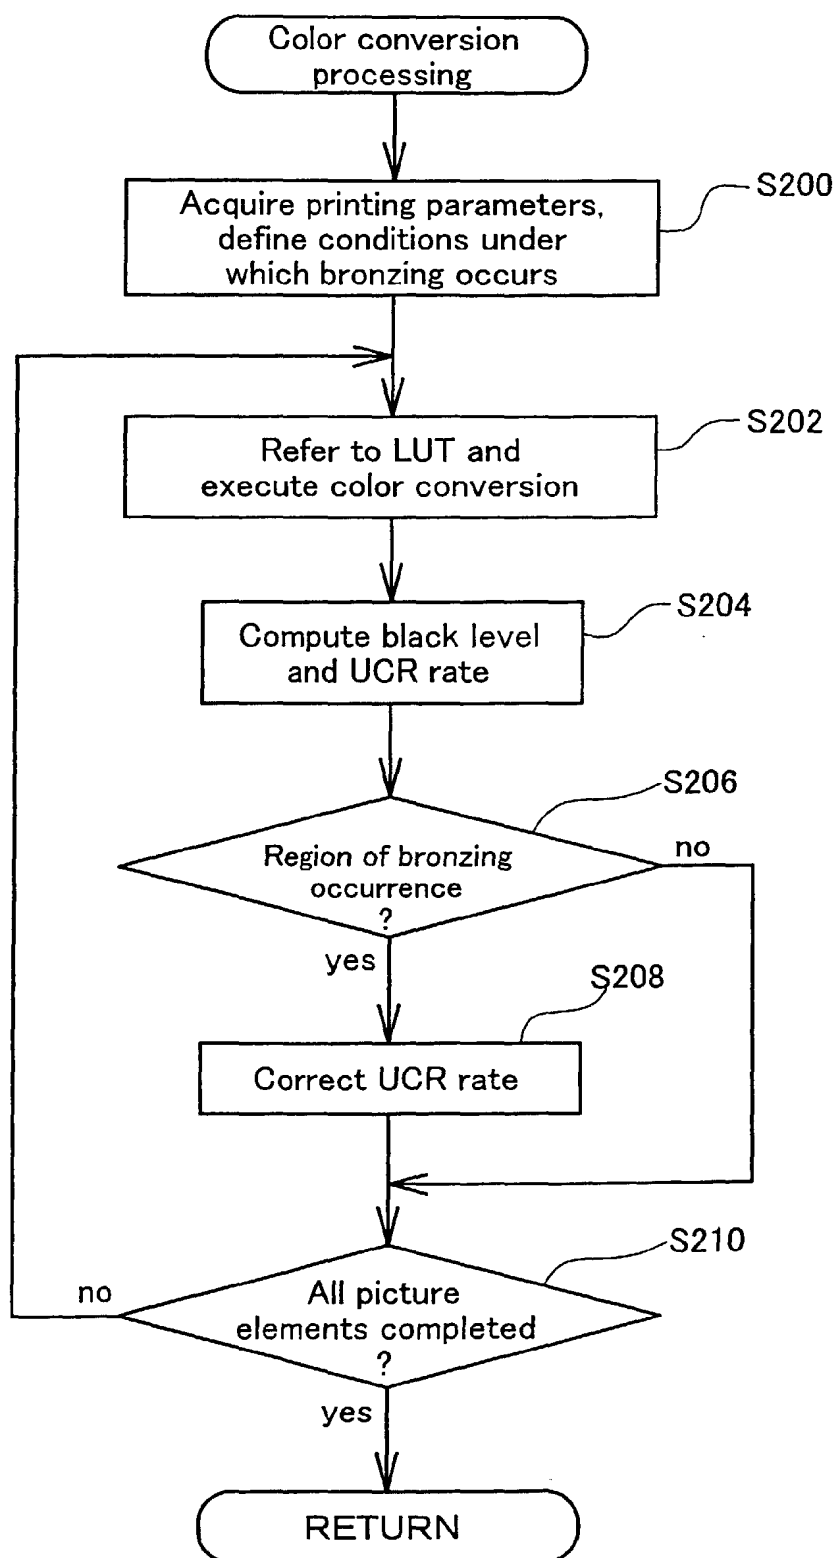 Color conversion
processing
S200
Acquire printing parameters,
define conditions under
which bronzing occurs
S202
Refer to LUT and
execute color conversion
S204
Compute black level
and UCR rate
S206
Region of bronzing
occurrence
?
no
yes
S208
Correct UCR rate
S210
no
All picture
elements completed
?
yes
RETURN